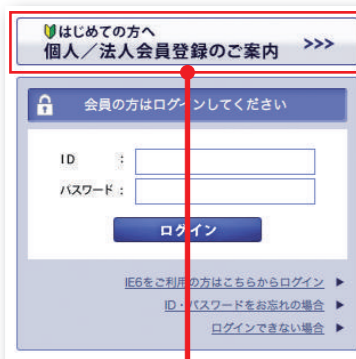 はじめての方へ
個人／法人会員登録のご案内 >>>
会員の方はログインしてください
ID :
パスワード :
ログイン
IE6をご利用の方はこちらからログイン ▶
ID・パスワードをお忘れの場合 ▶
ログインできない場合 ▶